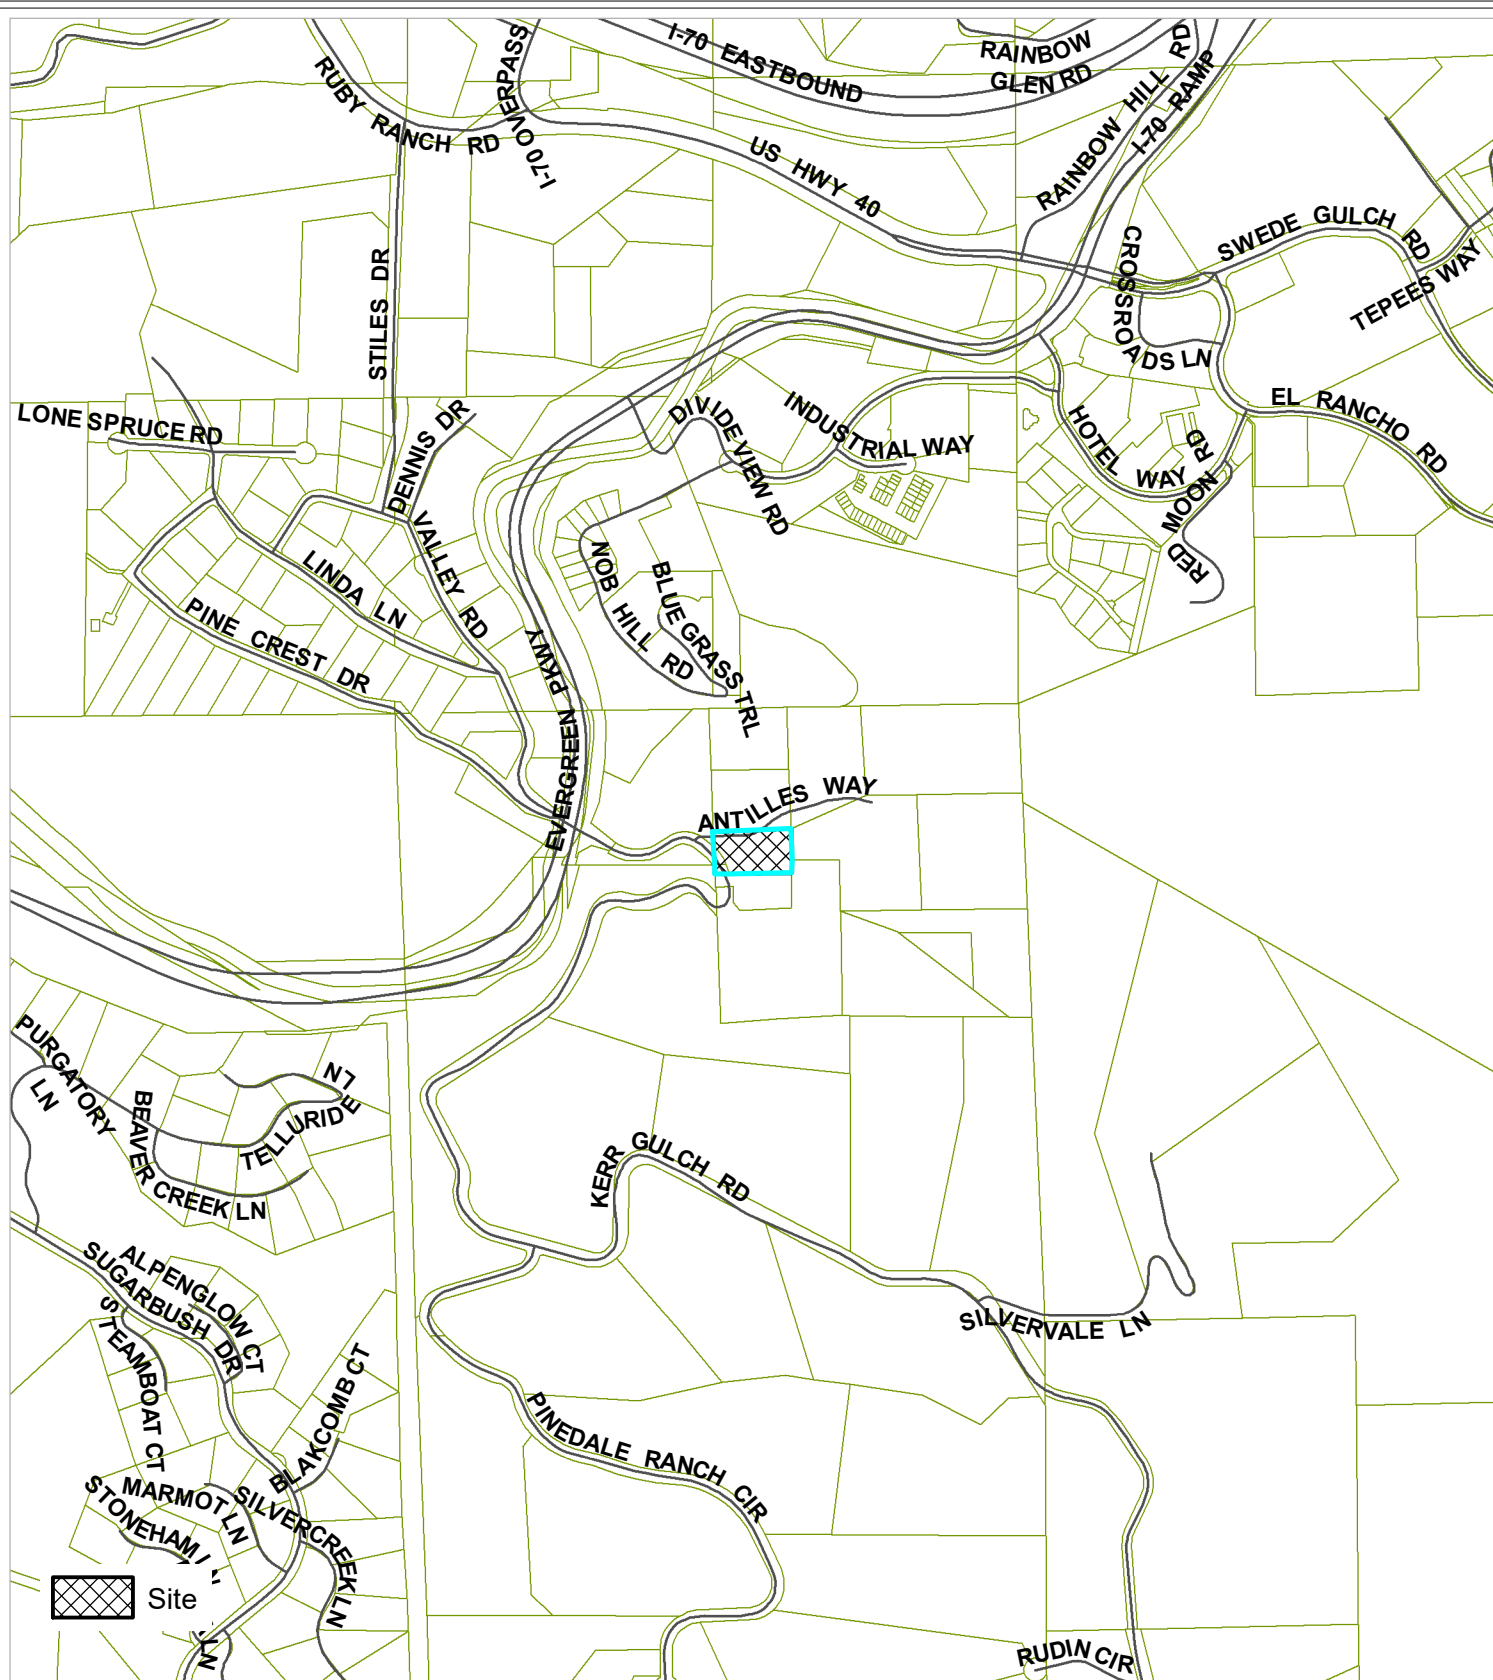 I-70 EASTBOUND
RAINBOW
GLEN RD
RAINBOW HILL RD
I-70 RAMP
RUBY RANCH RD
I-70 OVERPASS
US HWY 40
SWEDE GULCH RD
TEPEES WAY
CROSSROADS LN
STILES DR
EL RANCHO RD
LONE SPRUCE RD
DENNIS DR
DIVIDE VIEW RD
INDUSTRIAL WAY
HOTEL WAY
RED MOON RD
VALLEY RD
LINDA LN
PINE CREST DR
NOB HILL RD
BLUE GRASS TRL
EVERGREEN PKWY
ANTILLES WAY
PURGATORY LN
TELLURIDE LN
BEAVER CREEK LN
KERR GULCH RD
SILVERVALE LN
ALPENGLOW CT
SUGARBUSH DR
STEAMBOAT CT
BLAKCOMB CT
PINEDALE RANCH CIR
MARMOT LN
SILVERCREEK LN
STONEHAM
LN
Site
RUDIN CIR